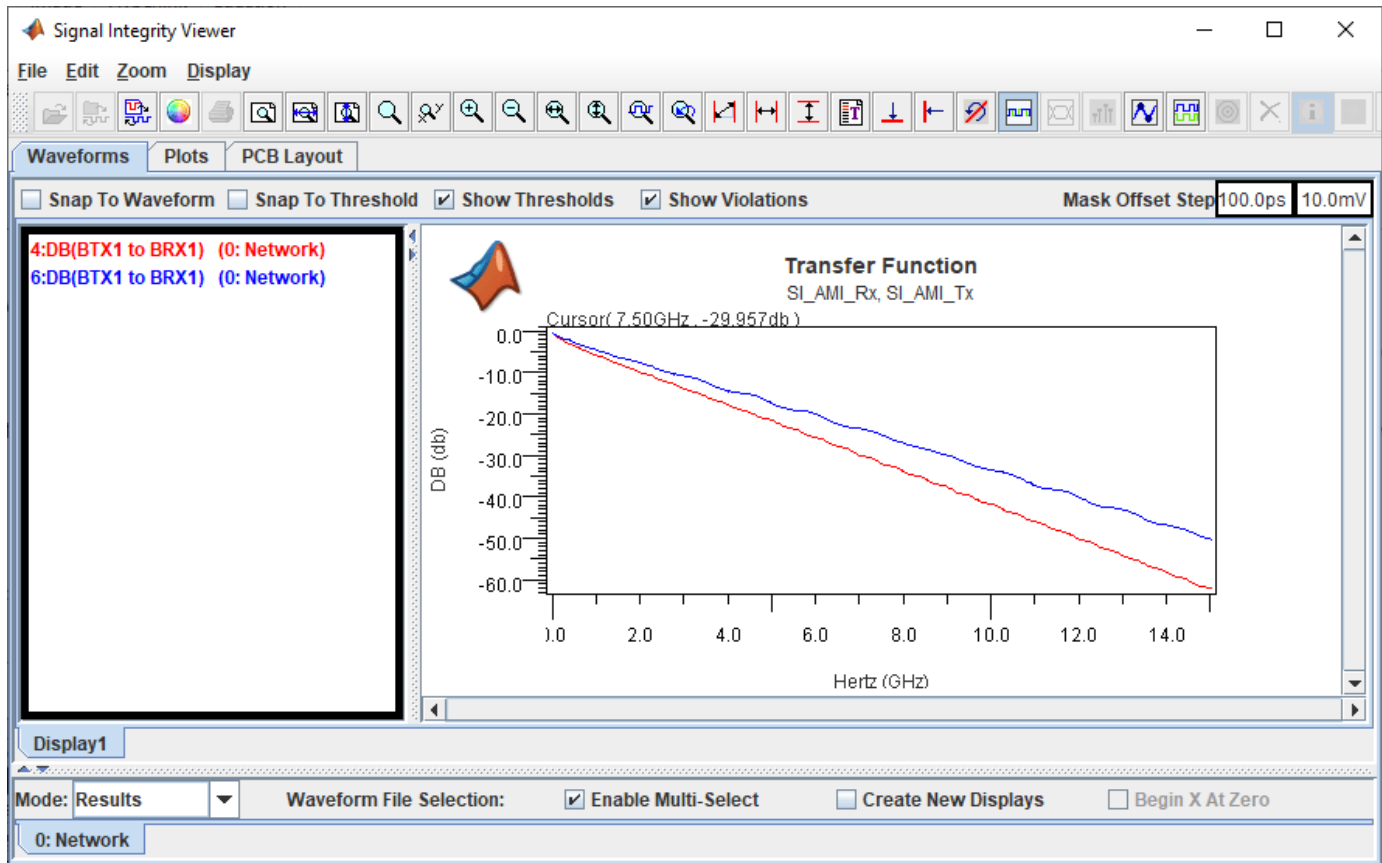 Signal Integrity Viewer
File Edit Zoom Display
Waveforms Plots PCB Layout
Snap To Waveform Snap To Threshold Show Thresholds Show Violations Mask Offset Step 100.0ps 10.0mV
4:DB(BTX1 to BRX1) (0: Network)
6:DB(BTX1 to BRX1) (0: Network)
Transfer Function
SI_AMI_Rx, SI_AMI_Tx
Cursor( 7.50GHz , -29.957db )
0.0
-10.0
-20.0
-30.0
-40.0
-50.0
-60.0
DB (db)
0.0 2.0 4.0 6.0 8.0 10.0 12.0 14.0
Hertz (GHz)
Display1
Mode: Results Waveform File Selection: Enable Multi-Select Create New Displays Begin X At Zero
0: Network